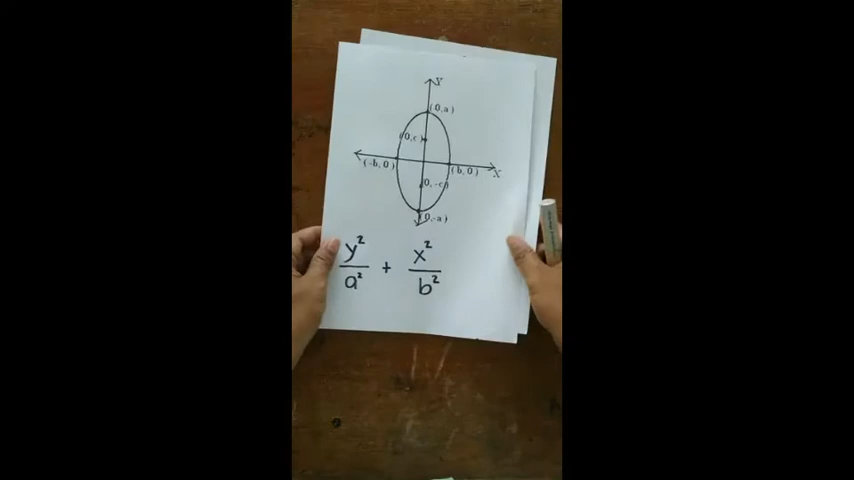 Y
(0,a)
(0,c)
(-b,0)
(b,0)
X
(0,-c)
(0,-a)
y²/a² + x²/b²